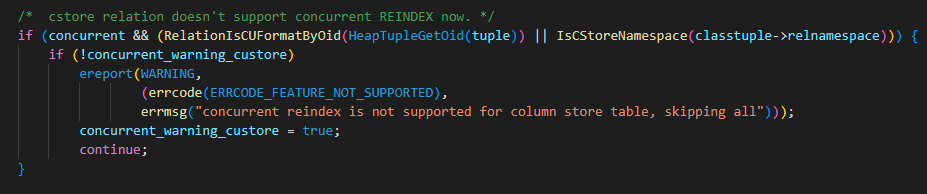 /*  cstore relation doesn't support concurrent REINDEX now. */
if (concurrent && (RelationIsCUFormatByOid(HeapTupleGetOid(tuple)) || IsCStoreNamespace(classtuple->relnamespace))) {
    if (!concurrent_warning_custore)
        ereport(WARNING,
                (errcode(ERRCODE_FEATURE_NOT_SUPPORTED),
                errmsg("concurrent reindex is not supported for column store table, skipping all")));
        concurrent_warning_custore = true;
        continue;
}